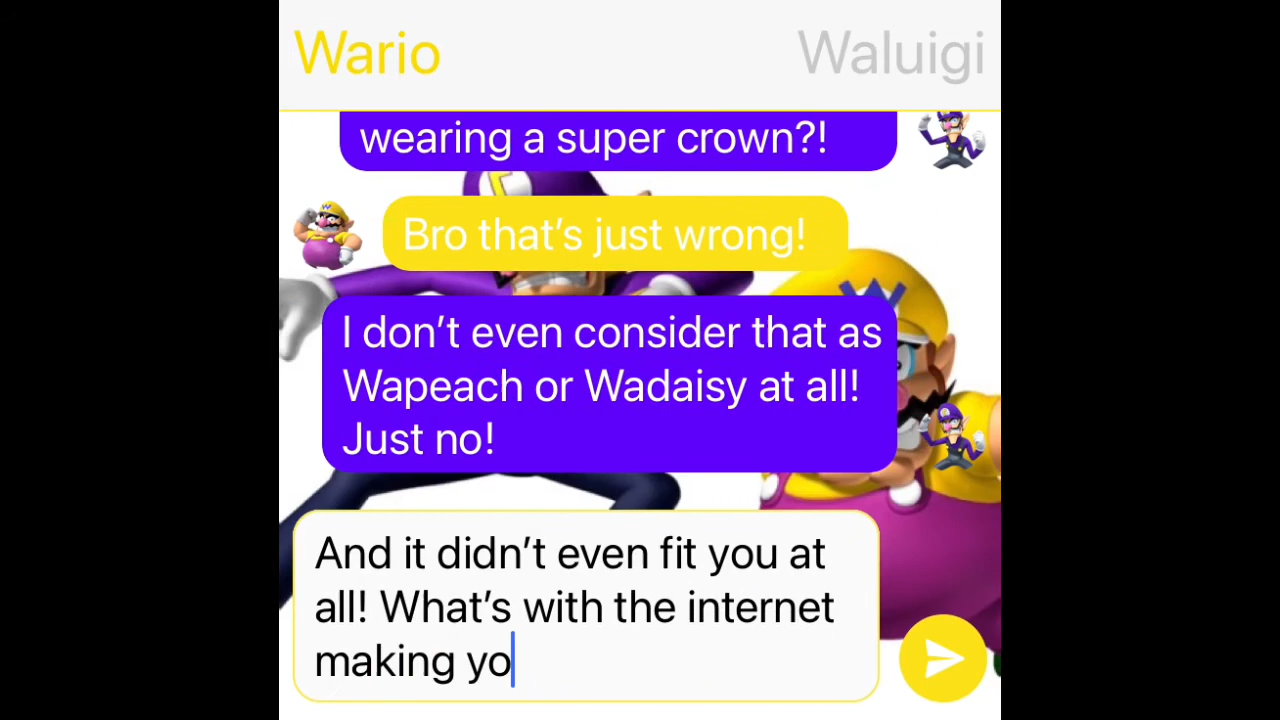 Wario
Waluigi
wearing a super crown?!
Bro that’s just wrong!
I don’t even consider that as
Wapeach or Wadaisy at all!
Just no!
And it didn’t even fit you at
all! What’s with the internet
making yo